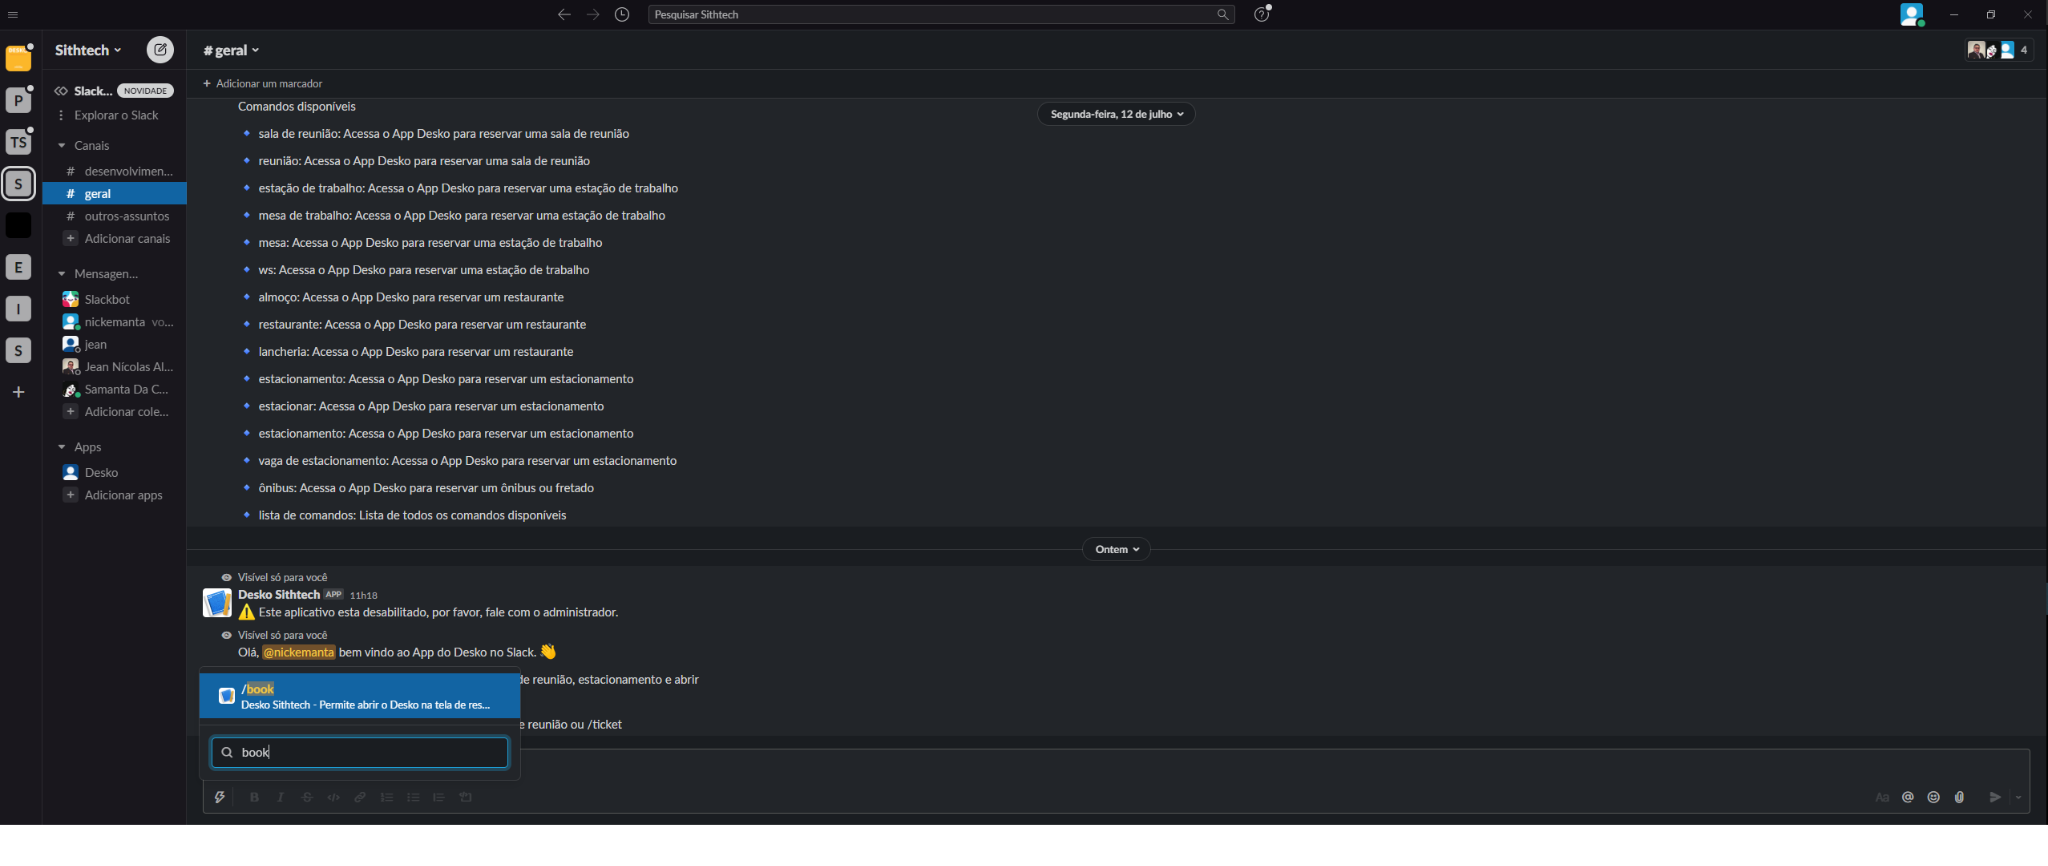 Pesquisar Sithtech
Sithtech
# geral
4
P
TS
S
E
I
S
+
Slack... NOVIDADE
Explorar o Slack
Canais
# desenvolvimen...
# geral
# outros-assuntos
+ Adicionar canais
Mensagen...
Slackbot
nickemanta vo...
jean
Jean Nícolas Al...
Samanta Da C...
+ Adicionar cole...
Apps
Desko
+ Adicionar apps
+ Adicionar um marcador
Segunda-feira, 12 de julho
Comandos disponíveis
sala de reunião: Acessa o App Desko para reservar uma sala de reunião
reunião: Acessa o App Desko para reservar uma sala de reunião
estação de trabalho: Acessa o App Desko para reservar uma estação de trabalho
mesa de trabalho: Acessa o App Desko para reservar uma estação de trabalho
mesa: Acessa o App Desko para reservar uma estação de trabalho
ws: Acessa o App Desko para reservar uma estação de trabalho
almoço: Acessa o App Desko para reservar um restaurante
restaurante: Acessa o App Desko para reservar um restaurante
lancheria: Acessa o App Desko para reservar um restaurante
estacionamento: Acessa o App Desko para reservar um estacionamento
estacionar: Acessa o App Desko para reservar um estacionamento
estacionamento: Acessa o App Desko para reservar um estacionamento
vaga de estacionamento: Acessa o App Desko para reservar um estacionamento
ônibus: Acessa o App Desko para reservar um ônibus ou fretado
lista de comandos: Lista de todos os comandos disponíveis
Ontem
Visível só para você
Desko Sithtech APP 11h18
Este aplicativo esta desabilitado, por favor, fale com o administrador.
Visível só para você
Olá, @nickemanta bem vindo ao App do Desko no Slack.
de reunião, estacionamento e abrir
e reunião ou /ticket
/book
Desko Sithtech - Permite abrir o Desko na tela de res...
book
B I S </> Aa @